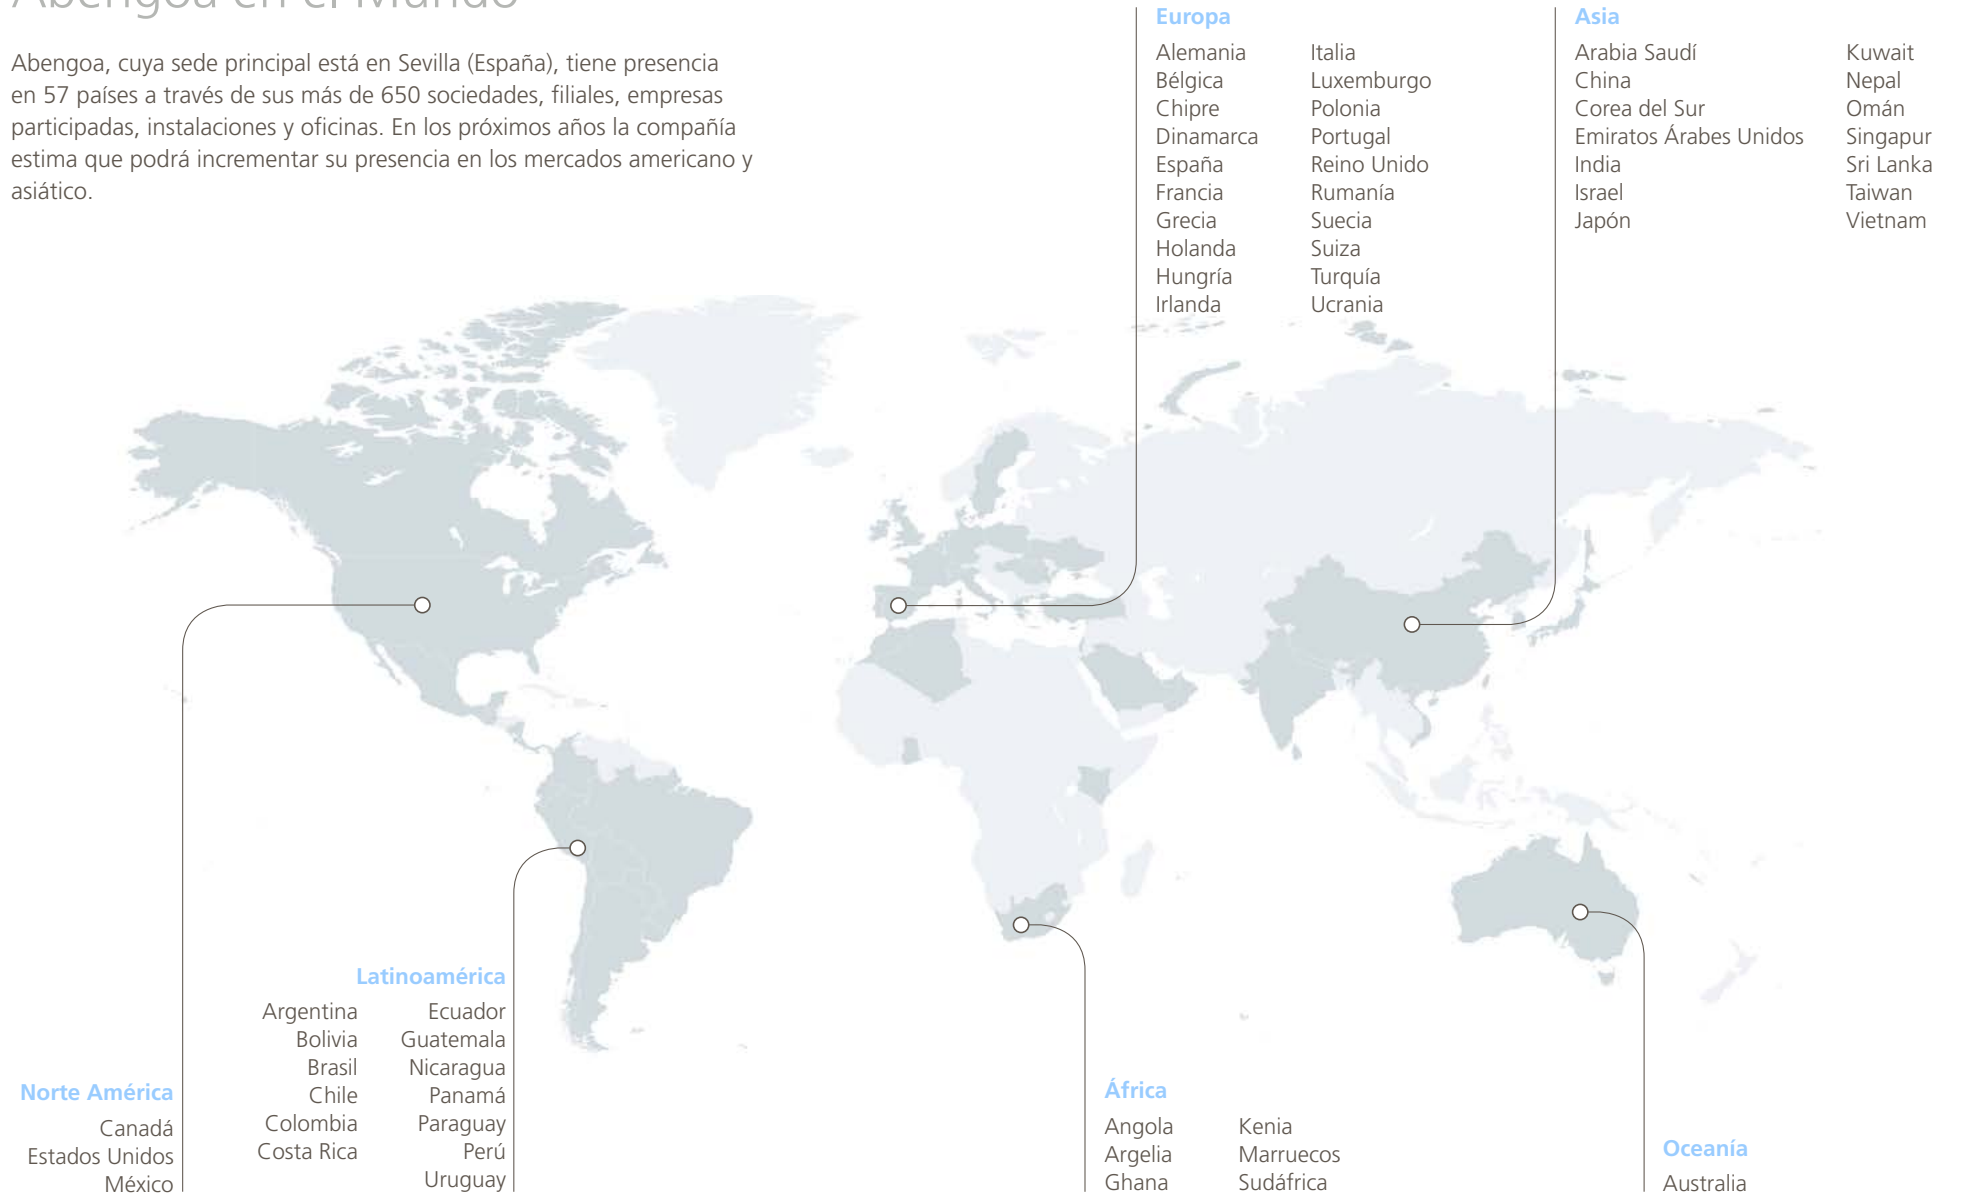 Abengoa en el Mundo
Abengoa, cuya sede principal está en Sevilla (España), tiene presencia
en 57 países a través de sus más de 650 sociedades, filiales, empresas
participadas, instalaciones y oficinas. En los próximos años la compañía
estima que podrá incrementar su presencia en los mercados americano y
asiático.
Europa
Alemania
Bélgica
Chipre
Dinamarca
España
Francia
Grecia
Holanda
Hungría
Irlanda
Italia
Luxemburgo
Polonia
Portugal
Reino Unido
Rumanía
Suecia
Suiza
Turquía
Ucrania
Asia
Arabia Saudí
China
Corea del Sur
Emiratos Árabes Unidos
India
Israel
Japón
Kuwait
Nepal
Omán
Singapur
Sri Lanka
Taiwan
Vietnam
Norte América
Canadá
Estados Unidos
México
Latinoamérica
Argentina
Bolivia
Brasil
Chile
Colombia
Costa Rica
Ecuador
Guatemala
Nicaragua
Panamá
Paraguay
Perú
Uruguay
África
Angola
Argelia
Ghana
Kenia
Marruecos
Sudáfrica
Oceanía
Australia